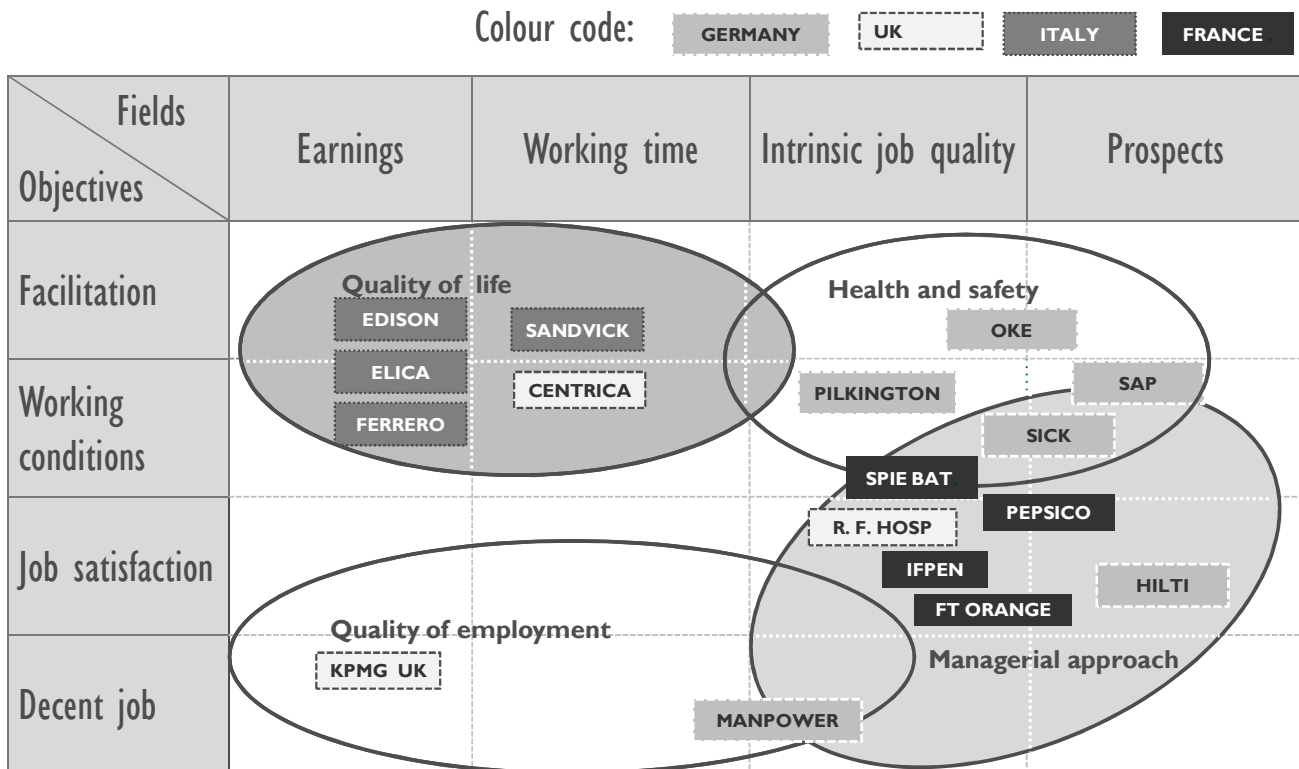 Colour code:
GERMANY
UK
ITALY
FRANCE
Fields
Objectives
Earnings
Working time
Intrinsic job quality
Prospects
Facilitation
Quality of life
Health and safety
EDISON
SANDVICK
OKE
ELICA
CENTRICA
PILKINGTON
SAP
Working
conditions
FERRERO
SICK
SPIE BAT.
PEPSICO
R. F. HOSP
Job satisfaction
IFPEN
HILTI
FT ORANGE
Quality of employment
Managerial approach
KPMG UK
Decent job
MANPOWER